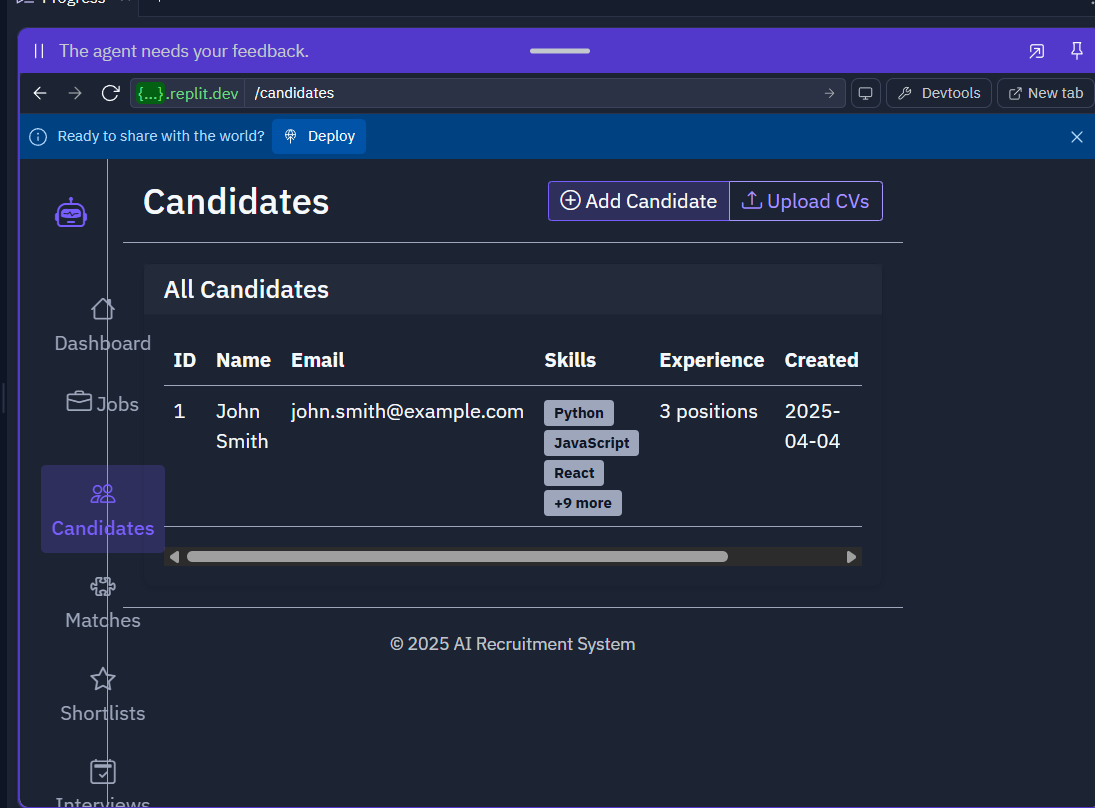 Progress
The agent needs your feedback.
{...}.replit.dev /candidates
Devtools
New tab
Ready to share with the world?
Deploy
Candidates
Add Candidate
Upload CVs
Dashboard
Jobs
Candidates
Matches
Shortlists
Interviews
All Candidates
ID Name Email Skills Experience Created
1 John Smith john.smith@example.com Python 3 positions 2025-04-04
JavaScript
React
+9 more
© 2025 AI Recruitment System